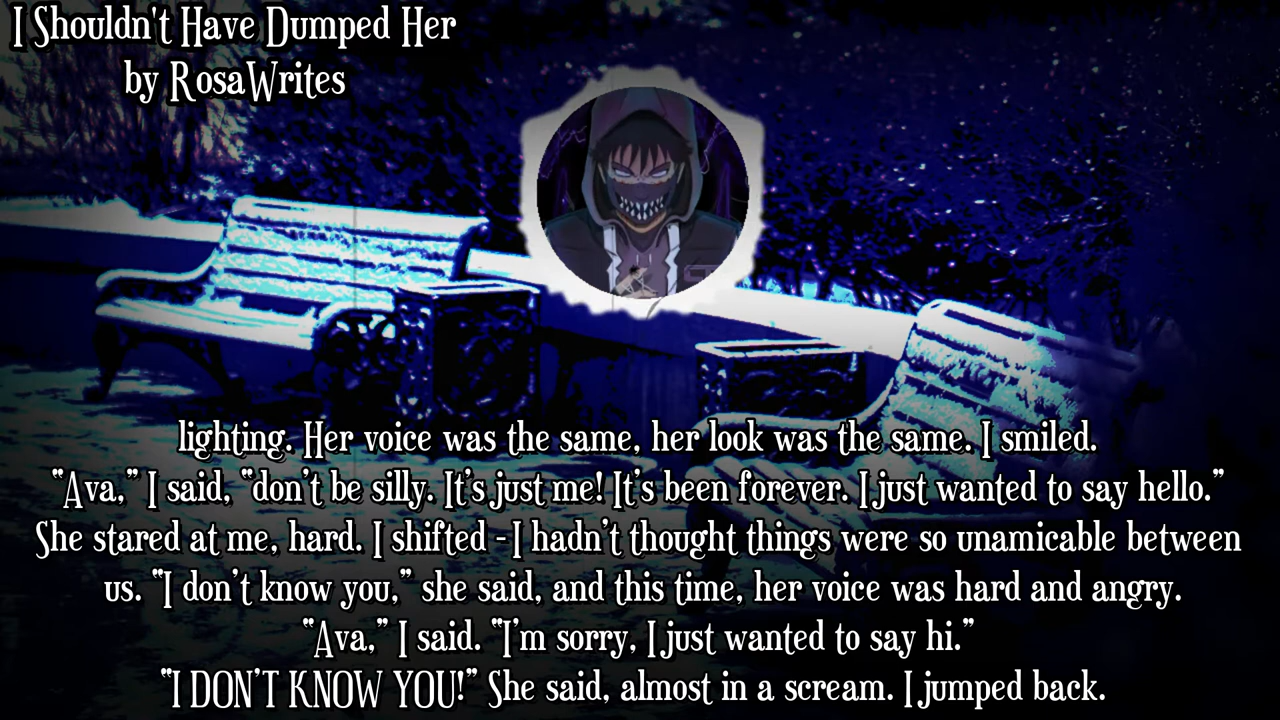 I Shouldn't Have Dumped Her
by RosaWrites
lighting. Her voice was the same, her look was the same. I smiled.
“Ava,” I said, “don’t be silly. It’s just me! It’s been forever. I just wanted to say hello.”
She stared at me, hard. I shifted - I hadn’t thought things were so unamicable between
us. “I don’t know you,” she said, and this time, her voice was hard and angry.
“Ava,” I said. “I’m sorry, I just wanted to say hi.”
“I DON’T KNOW YOU!” She said, almost in a scream. I jumped back.